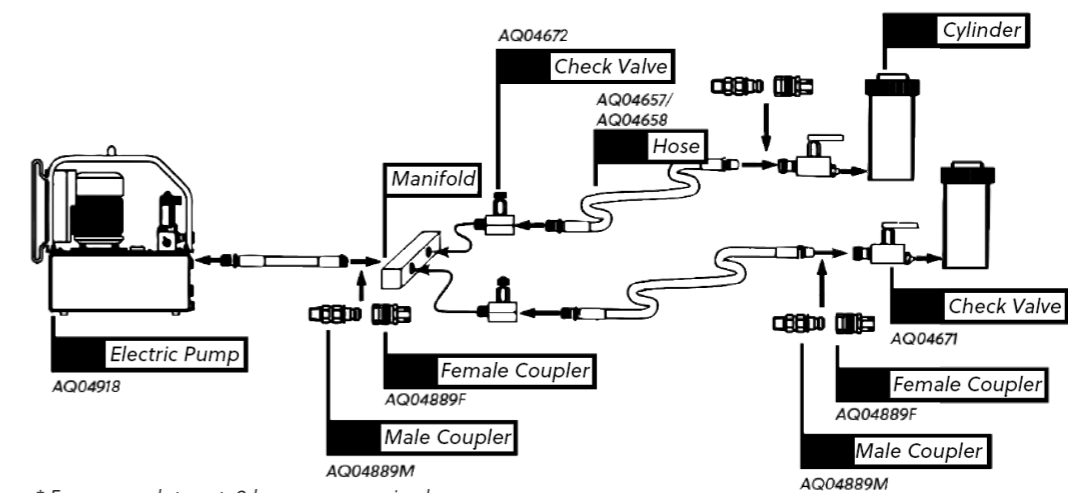 Cylinder
AQ04672
Check Valve
AQ04657/
AQ04658
Hose
Manifold
Electric Pump
AQ04918
Female Coupler
AQ04889F
Male Coupler
AQ04889M
Check Valve
AQ04671
Female Coupler
AQ04889F
Male Coupler
AQ04889M